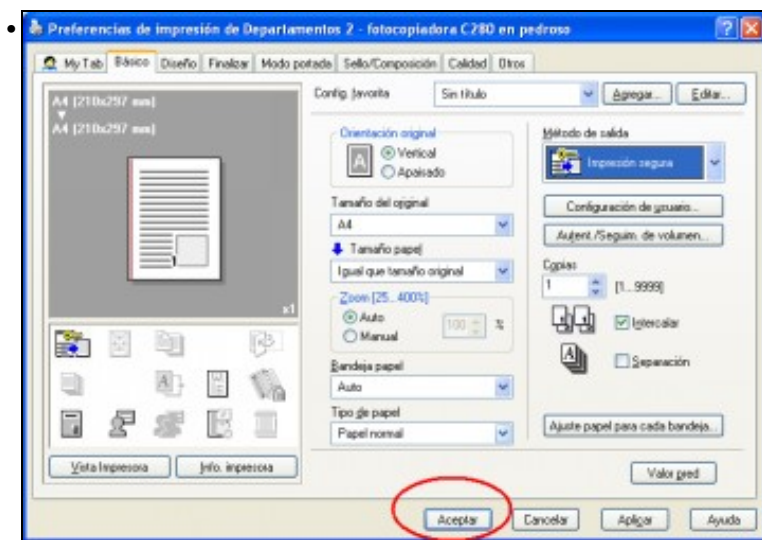 Preferencias de impresión de Departamentos 2 - fotocopiadora C280 en pedroso
My Tab Básico Diseño Finalizar Modo portada Sello/Composición Calidad Otros
A4 [210x297 mm]
A4 [210x297 mm]
x1
Vista Impresora
Info. impresora
Config. favorita
Sin título
Agregar...
Editar...
Orientación original
A
Vertical
Apaisado
Tamaño del original
A4
Tamaño papel
Igual que tamaño original
Zoom [25...400%]
Auto
Manual
100 %
Bandeja papel
Auto
Tipo de papel
Papel normal
Método de salida
Impresión segura
Configuración de usuario...
Autent./Seguim. de volumen...
Copias
1
[1...9999]
Intercalar
Separación
Ajuste papel para cada bandeja...
Valor pred
Aceptar
Cancelar
Aplicar
Ayuda